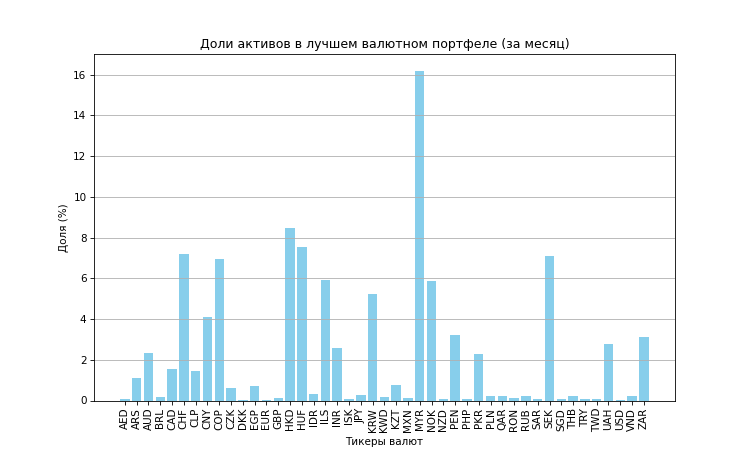 Доли активов в лучшем валютном портфеле (за месяц)
Доля (%)
16
14
12
10
8
6
4
2
0
AED ARS AUD BRL CAD CHF CLP CNY COP CZK DKK EGP EUR GBP HKD HUF IDR ILS INR ISK JPY KRW KWD KZT MXN MYR NOK NZD PEN PHP PKR PLN QAR RON RUB SAR SEK SGD THB TRY TWD UAH USD VND ZAR
Тикеры валют